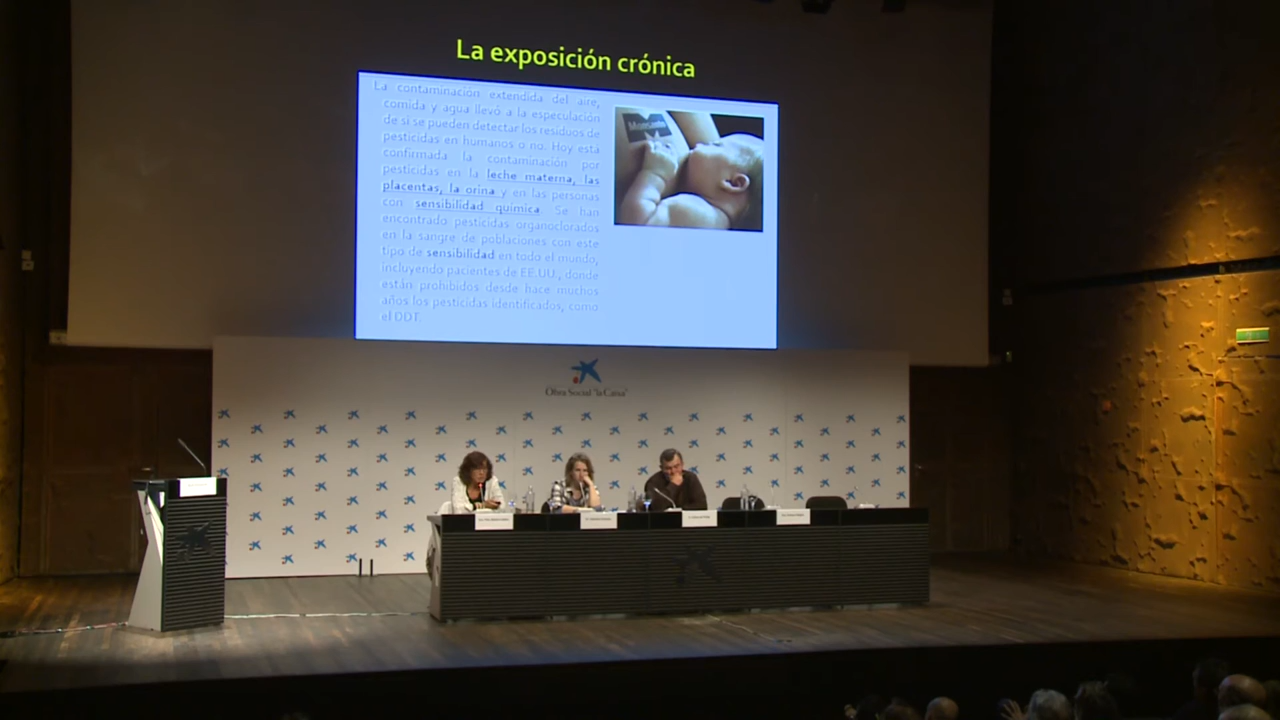 La exposición crónica
La contaminación extendida del aire,
comida y agua llevó a la especulación
de si se pueden detectar los residuos de
pesticidas en humanos o no. Hoy está
confirmada la contaminación por
pesticidas en la leche materna, las
placentas, la orina y en las personas
con sensibilidad química. Se han
encontrado pesticidas organoclorados
en la sangre de poblaciones con este
tipo de sensibilidad en todo el mundo,
incluyendo pacientes de EE.UU., donde
están prohibidos desde hace muchos
años los pesticidas identificados, como
el DDT.
Monsanto
Obra Social "la Caixa"